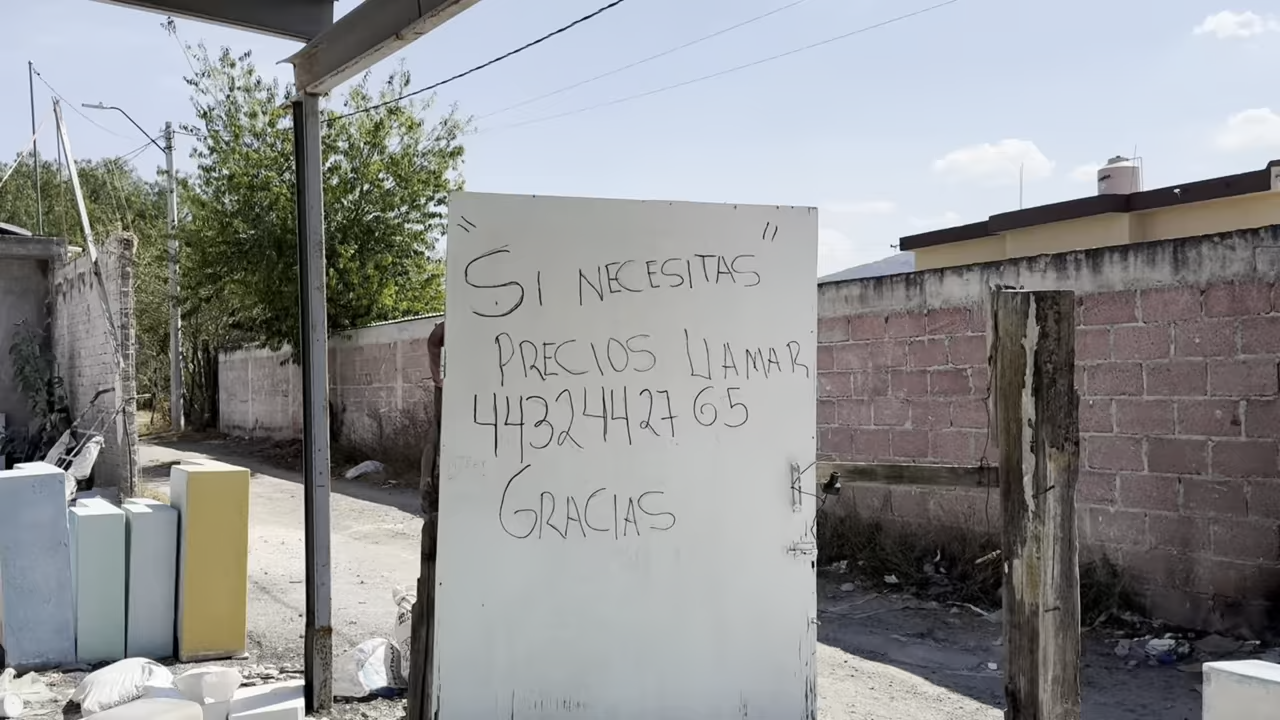 " "
SI NECESITAS
PRECIOS LLAMAR
4432442765
GRACIAS